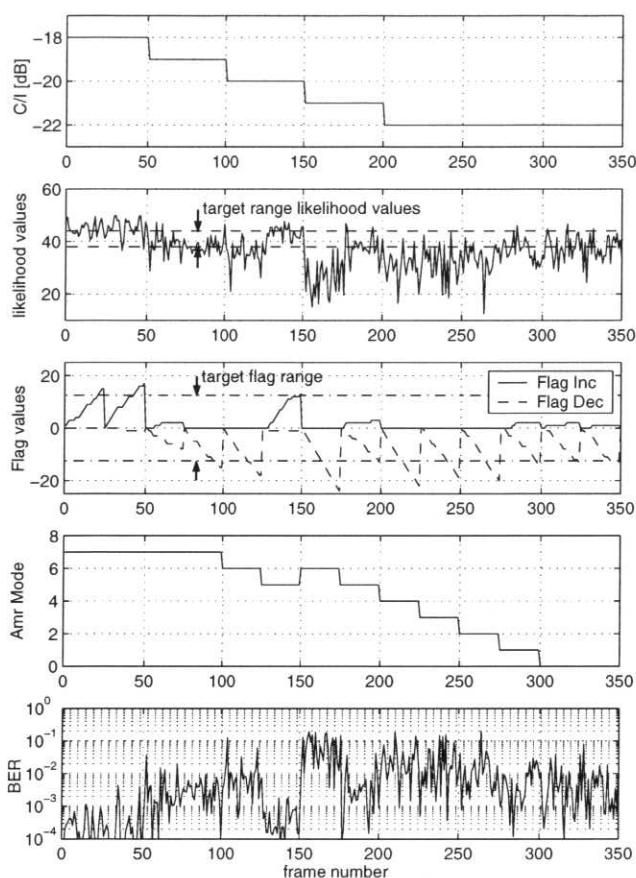 C/I [dB]
-18
-20
-22
0 50 100 150 200 250 300 350
likelihood values
60
40
20
target range likelihood values
0 50 100 150 200 250 300 350
Flag values
20
0
-20
target flag range
Flag Inc
Flag Dec
0 50 100 150 200 250 300 350
Amr Mode
8
6
4
2
0
0 50 100 150 200 250 300 350
BER
10^0
10^-1
10^-2
10^-3
10^-4
0 50 100 150 200 250 300 350
frame number